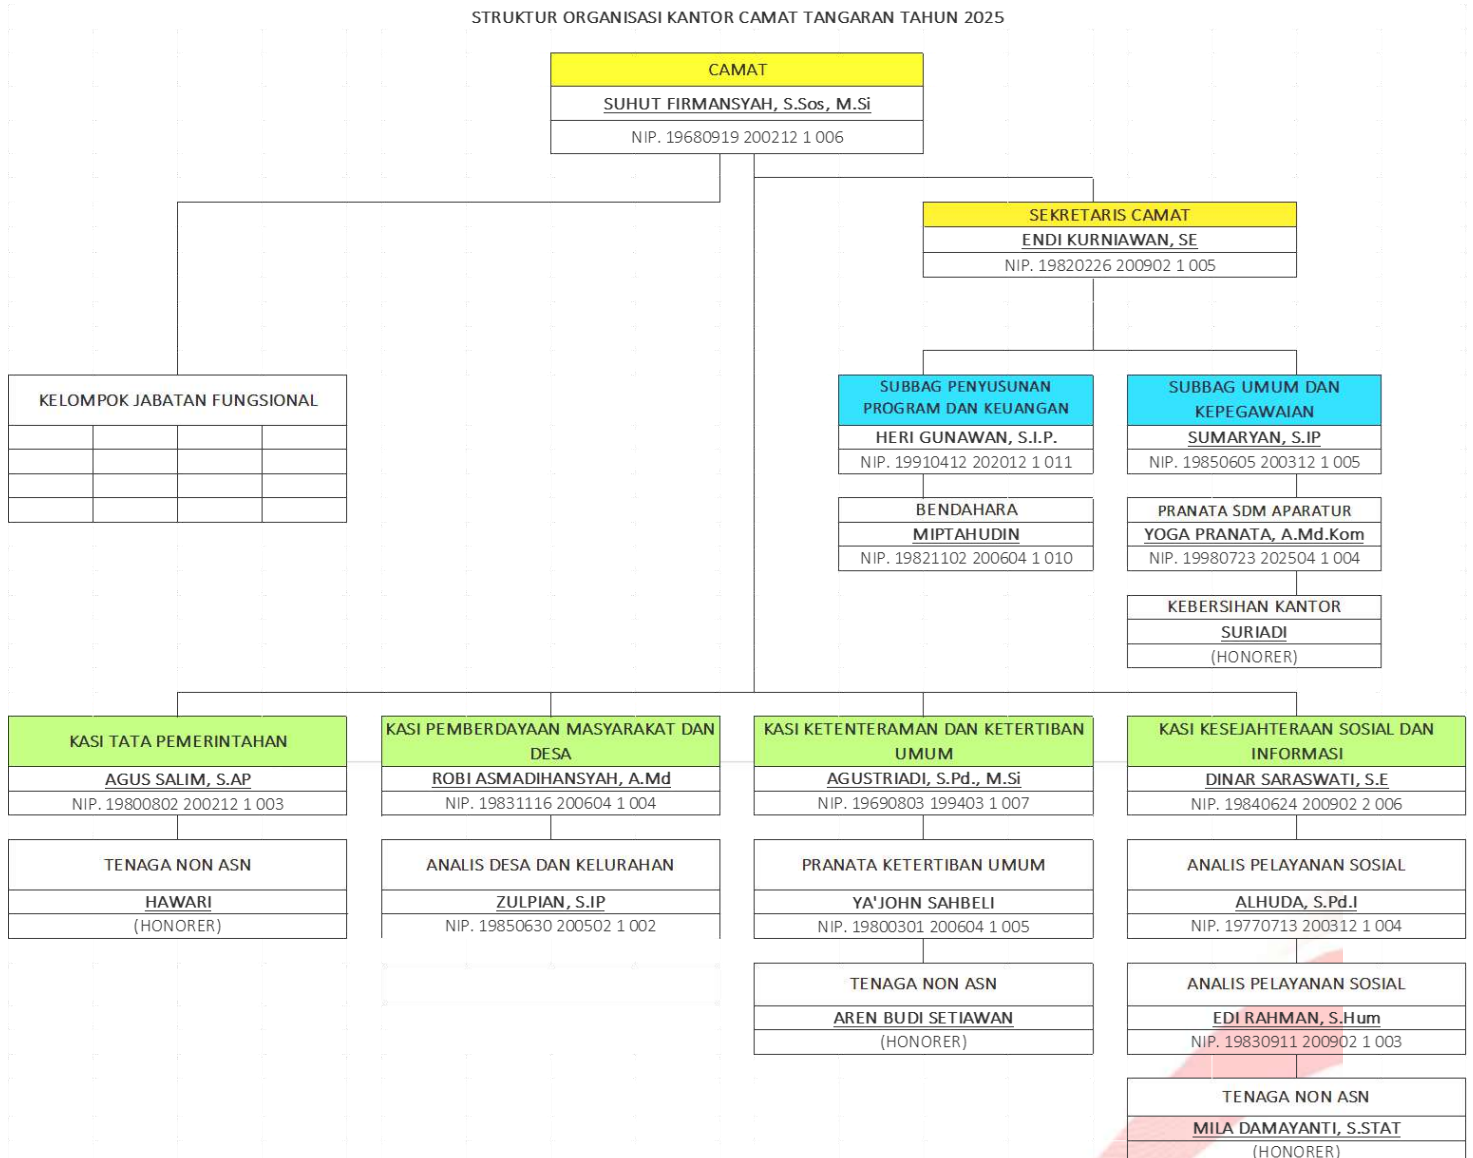 STRUKTUR ORGANISASI KANTOR CAMAT TANGARAN TAHUN 2025
CAMAT
SUHUT FIRMANSYAH, S.Sos, M.Si
NIP. 19680919 200212 1 006
SEKRETARIS CAMAT
ENDI KURNIAWAN, SE
NIP. 19820226 200902 1 005
KELOMPOK JABATAN FUNGSIONAL
SUBBAG PENYUSUNAN
PROGRAM DAN KEUANGAN
HERI GUNAWAN, S.I.P.
NIP. 19910412 202012 1 011
BENDAHARA
MIPTAHUDIN
NIP. 19821102 200604 1 010
SUBBAG UMUM DAN
KEPEGAWAIAN
SUMARYAN, S.IP
NIP. 19850605 200312 1 005
PRANATA SDM APARATUR
YOGA PRANATA, A.Md.Kom
NIP. 19980723 202504 1 004
KEBERSIHAN KANTOR
SURIADI
(HONORER)
KASI TATA PEMERINTAHAN
AGUS SALIM, S.AP
NIP. 19800802 200212 1 003
TENAGA NON ASN
HAWARI
(HONORER)
KASI PEMBERDAYAAN MASYARAKAT DAN
DESA
ROBI ASMADIHANSYAH, A.Md
NIP. 19831116 200604 1 004
ANALIS DESA DAN KELURAHAN
ZULPIAN, S.IP
NIP. 19850630 200502 1 002
KASI KETENTERAMAN DAN KETERTIBAN
UMUM
AGUSTRIADI, S.Pd., M.Si
NIP. 19690803 199403 1 007
PRANATA KETERTIBAN UMUM
YA'JOHN SAHBELI
NIP. 19800301 200604 1 005
TENAGA NON ASN
AREN BUDI SETIAWAN
(HONORER)
KASI KESEJAHTERAAN SOSIAL DAN
INFORMASI
DINAR SARASWATI, S.E
NIP. 19840624 200902 2 006
ANALIS PELAYANAN SOSIAL
ALHUDA, S.Pd.I
NIP. 19770713 200312 1 004
ANALIS PELAYANAN SOSIAL
EDI RAHMAN, S.Hum
NIP. 19830911 200902 1 003
TENAGA NON ASN
MILA DAMAYANTI, S.STAT
(HONORER)